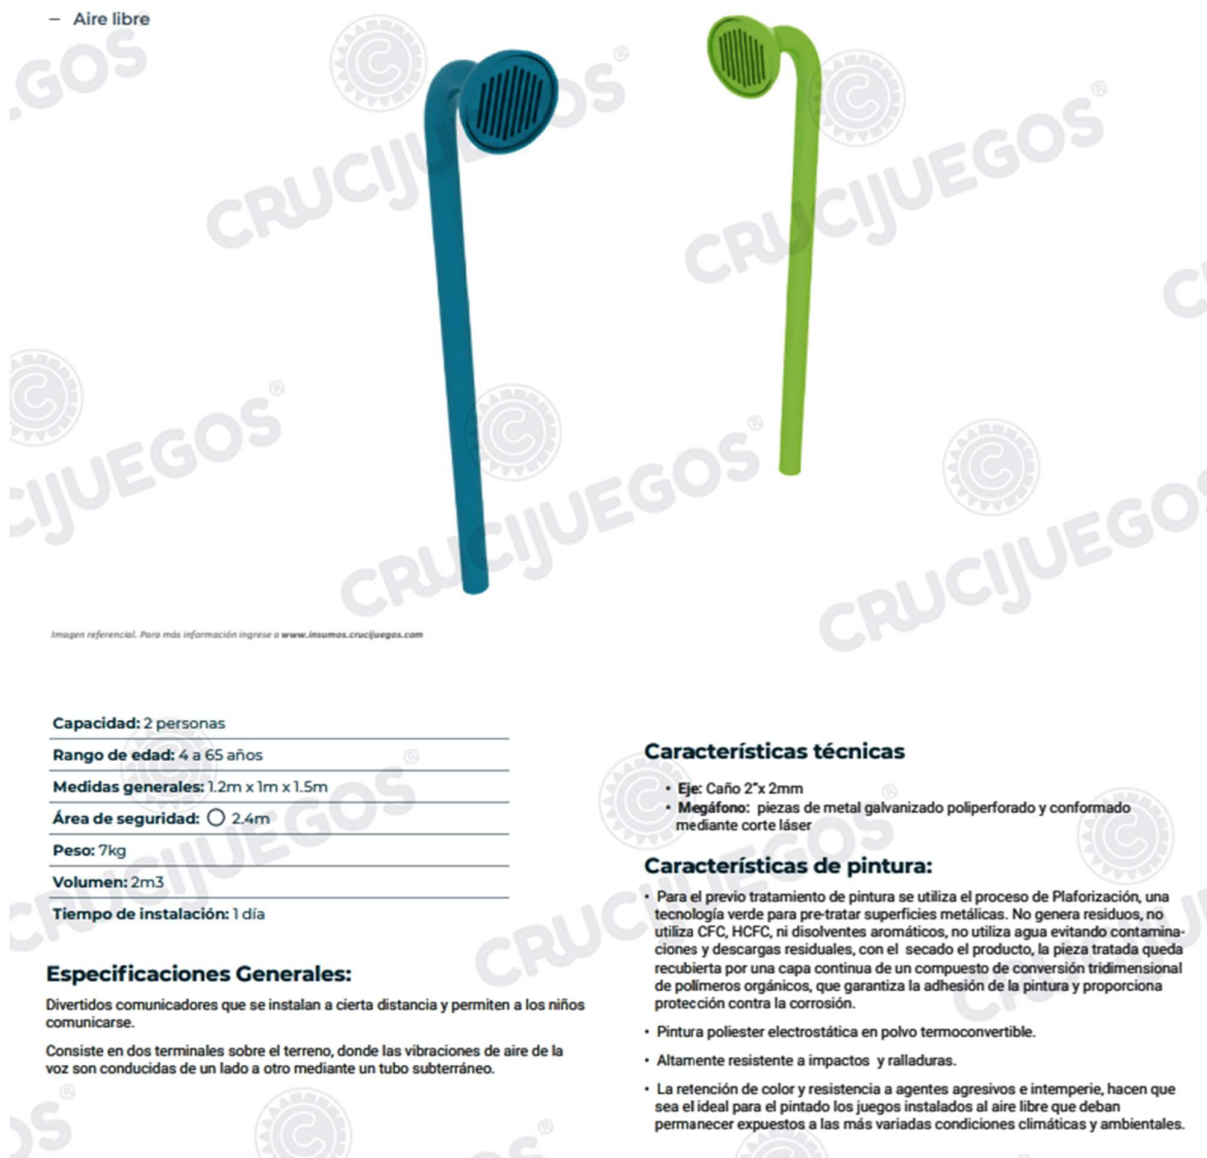 – Aire libre
CRUCIJUEGOS®
CRUCIJUEGOS®
CRUCIJUEGOS®
CRUCIJUEGOS®
Imagen referencial. Para más información ingrese a www.insumos.crucijuegos.com
Capacidad: 2 personas
Rango de edad: 4 a 65 años
Medidas generales: 1.2m x 1m x 1.5m
Área de seguridad: 2.4m
Peso: 7kg
Volumen: 2m3
Tiempo de instalación: 1 día
Especificaciones Generales:
Divertidos comunicadores que se instalan a cierta distancia y permiten a los niños
comunicarse.
Consiste en dos terminales sobre el terreno, donde las vibraciones de aire de la
voz son conducidas de un lado a otro mediante un tubo subterráneo.
Características técnicas
• Eje: Caño 2"x 2mm
• Megáfono: piezas de metal galvanizado poliperforado y conformado
mediante corte láser
Características de pintura:
• Para el previo tratamiento de pintura se utiliza el proceso de Plaforización, una
tecnología verde para pre-tratar superficies metálicas. No genera residuos, no
utiliza CFC, HCFC, ni disolventes aromáticos, no utiliza agua evitando contamina-
ciones y descargas residuales, con el secado el producto, la pieza tratada queda
recubierta por una capa continua de un compuesto de conversión tridimensional
de polímeros orgánicos, que garantiza la adhesión de la pintura y proporciona
protección contra la corrosión.
• Pintura poliester electrostática en polvo termoconvertible.
• Altamente resistente a impactos y ralladuras.
• La retención de color y resistencia a agentes agresivos e intemperie, hacen que
sea el ideal para el pintado los juegos instalados al aire libre que deban
permanecer expuestos a las más variadas condiciones climáticas y ambientales.